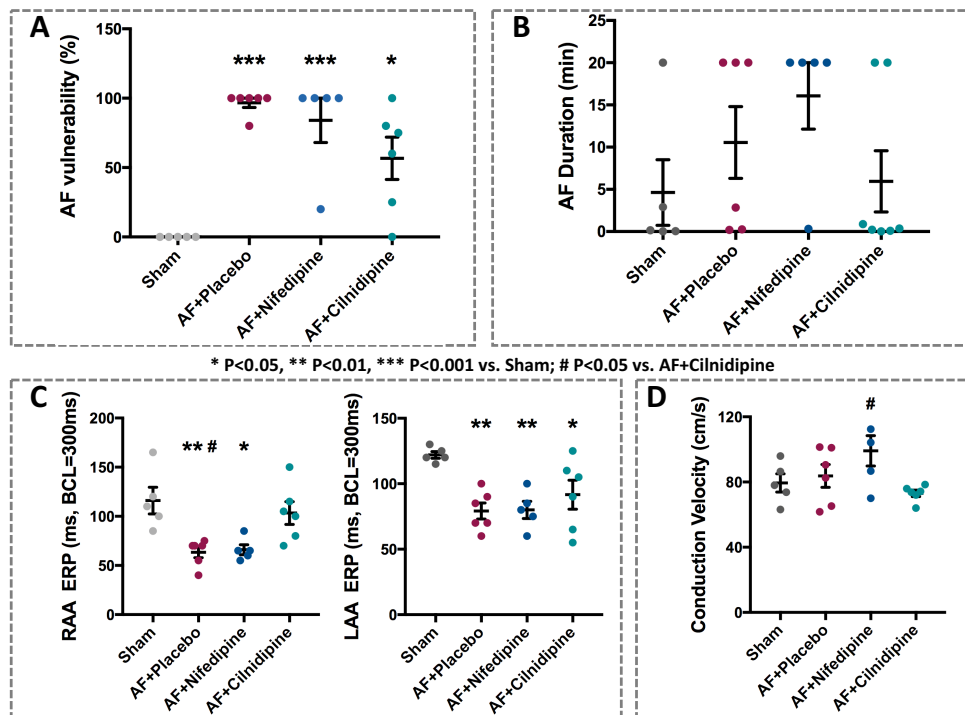 A
AF vulnerability (%)
150
100
50
0
***
***
*
Sham
AF+Placebo
AF+Nifedipine
AF+Cilnidipine
B
AF Duration (min)
25
20
15
10
5
0
Sham
AF+Placebo
AF+Nifedipine
AF+Cilnidipine
* P<0.05, ** P<0.01, *** P<0.001 vs. Sham; # P<0.05 vs. AF+Cilnidipine
C
RAA ERP (ms, BCL=300ms)
200
150
100
50
0
** #
*
Sham
AF+Placebo
AF+Nifedipine
AF+Cilnidipine
LAA ERP (ms, BCL=300ms)
150
100
50
0
**
**
*
Sham
AF+Placebo
AF+Nifedipine
AF+Cilnidipine
D
Conduction Velocity (cm/s)
120
80
40
0
#
Sham
AF+Placebo
AF+Nifedipine
AF+Cilnidipine